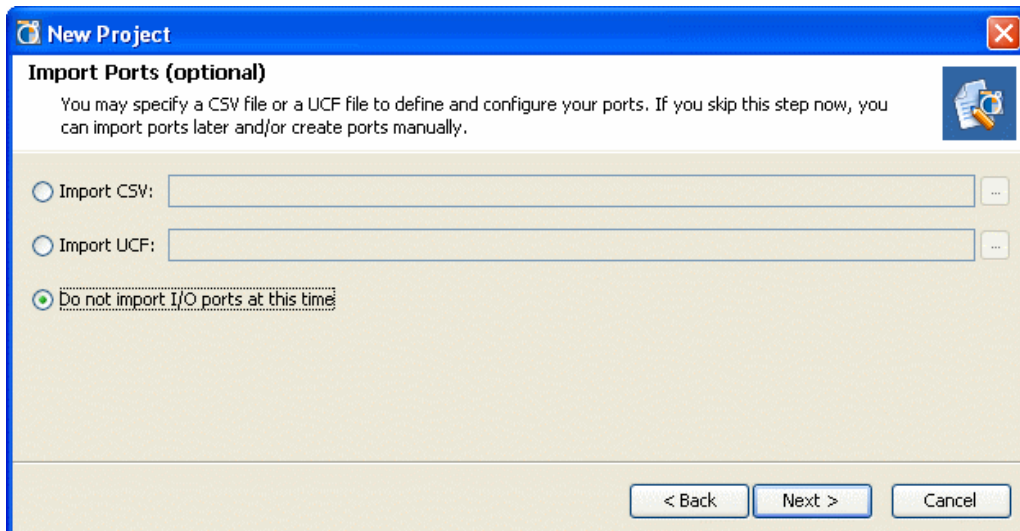 New Project
Import Ports (optional)
You may specify a CSV file or a UCF file to define and configure your ports. If you skip this step now, you
can import ports later and/or create ports manually.
Import CSV:
...
Import UCF:
...
Do not import I/O ports at this time
< Back Next > Cancel